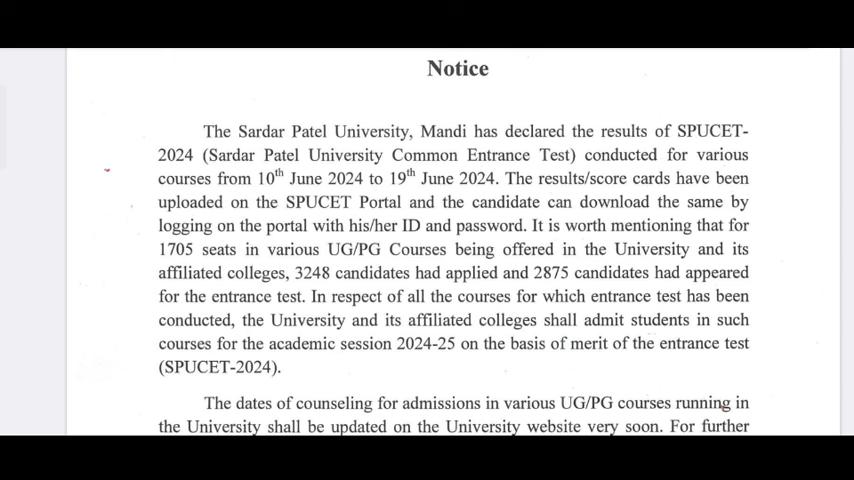 Notice
The Sardar Patel University, Mandi has declared the results of SPUCET-
2024 (Sardar Patel University Common Entrance Test) conducted for various
courses from 10th June 2024 to 19th June 2024. The results/score cards have been
uploaded on the SPUCET Portal and the candidate can download the same by
logging on the portal with his/her ID and password. It is worth mentioning that for
1705 seats in various UG/PG Courses being offered in the University and its
affiliated colleges, 3248 candidates had applied and 2875 candidates had appeared
for the entrance test. In respect of all the courses for which entrance test has been
conducted, the University and its affiliated colleges shall admit students in such
courses for the academic session 2024-25 on the basis of merit of the entrance test
(SPUCET-2024).
The dates of counseling for admissions in various UG/PG courses running in
the University shall be updated on the University website very soon. For further